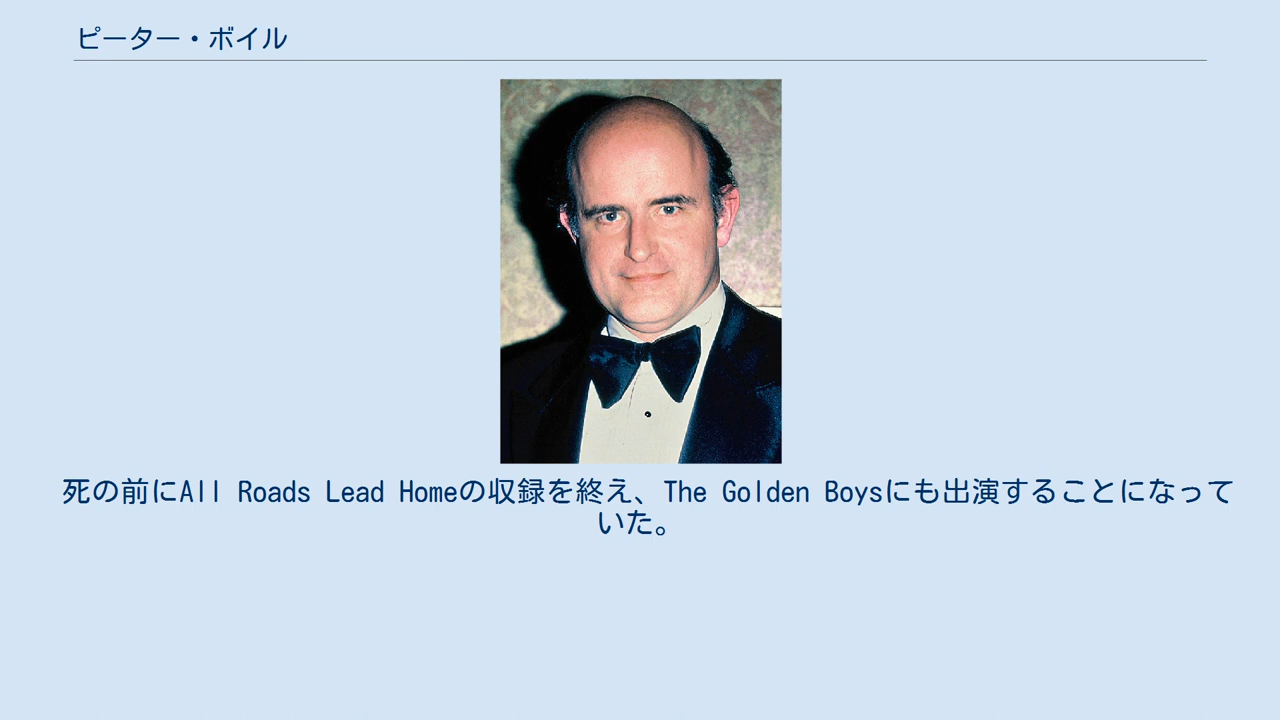 ピーター・ボイル
死の前にAll Roads Lead Homeの収録を終え、The Golden Boysにも出演することになって
いた。